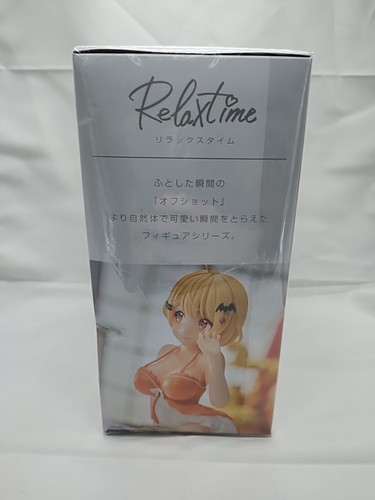 Relaxtime
リラックスタイム
ふとした瞬間の
「オフショット」
より自然体で可愛い瞬間をとらえた
フィギュアシリーズ。